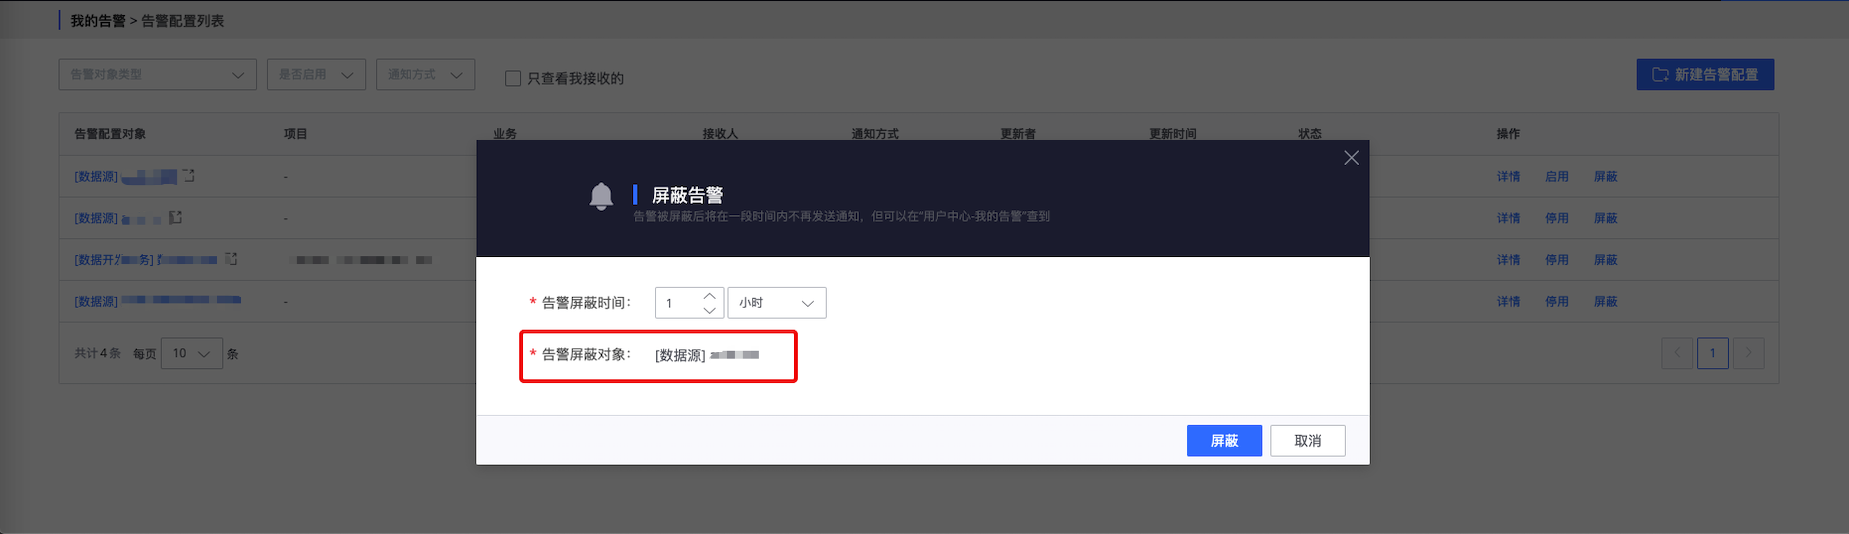 我的告警 > 告警配置列表
告警对象类型 是否启用 通知方式 只查看我接收的 新建告警配置
告警配置对象 项目 业务 接收人 通知方式 更新者 更新时间 状态 操作
[数据源] - 详情 启用 屏蔽
[数据源] - 详情 停用 屏蔽
[数据开发 务] 详情 停用 屏蔽
[数据源] - 详情 停用 屏蔽
共计4条 每页 10 条 1
屏蔽告警
告警被屏蔽后将在一段时间内不再发送通知，但可以在“用户中心-我的告警”查到
* 告警屏蔽时间： 1 小时
* 告警屏蔽对象： [数据源]
屏蔽 取消